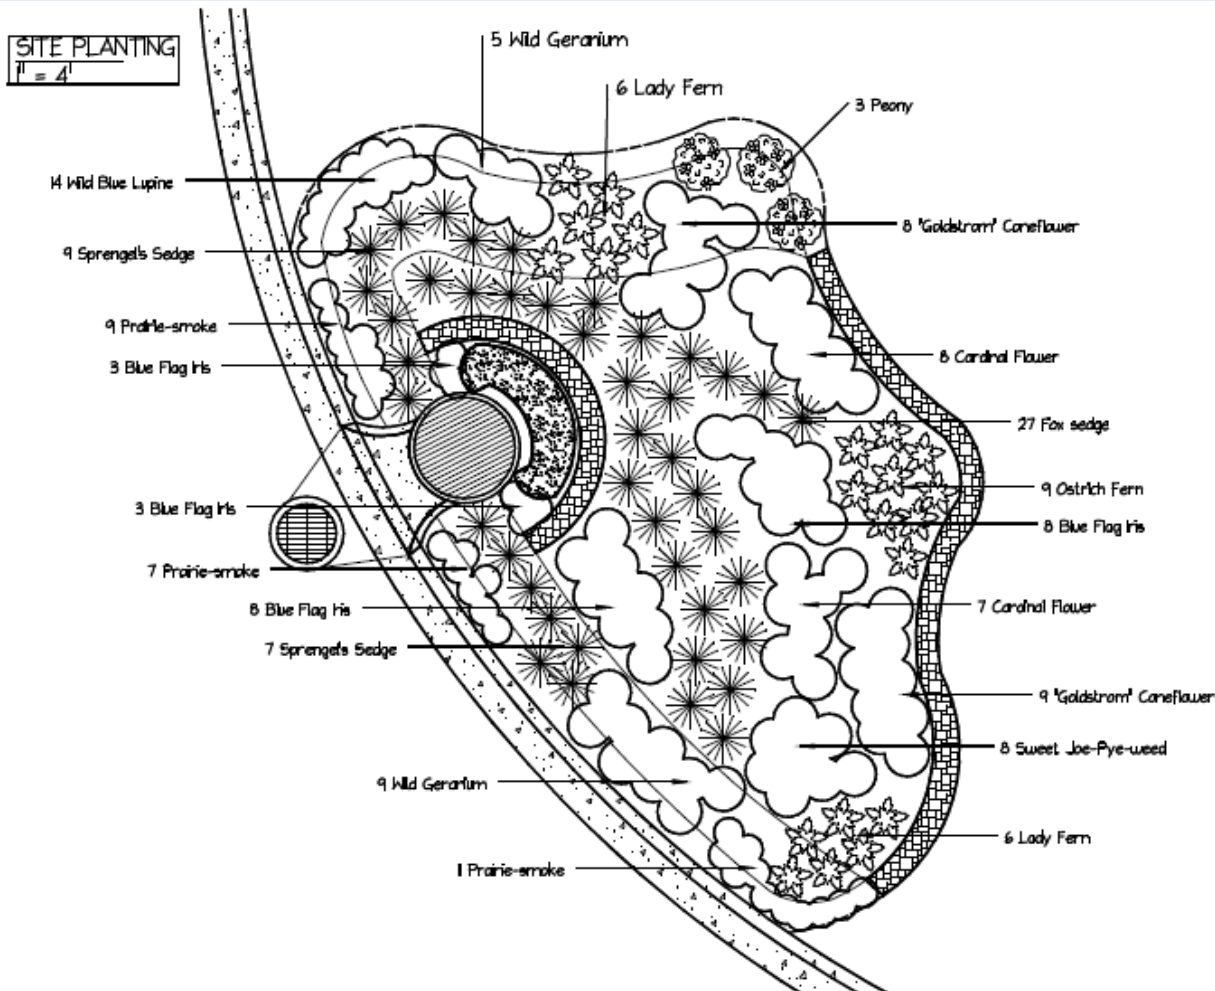 SITE PLANTING
1" = 4'
5 Wild Geranium
6 Lady Fern
3 Peony
14 Wild Blue Lupine
8 "Goldstrom" Coneflower
9 Sprengel's Sedge
9 Prairie-smoke
3 Blue Flag Iris
8 Cardinal Flower
27 Fox sedge
9 Ostrich Fern
3 Blue Flag Iris
8 Blue Flag Iris
7 Prairie-smoke
8 Blue Flag Iris
7 Cardinal Flower
7 Sprengel's Sedge
9 "Goldstrom" Coneflower
8 Sweet Joe-Pye-weed
9 Wild Geranium
6 Lady Fern
11 Prairie-smoke